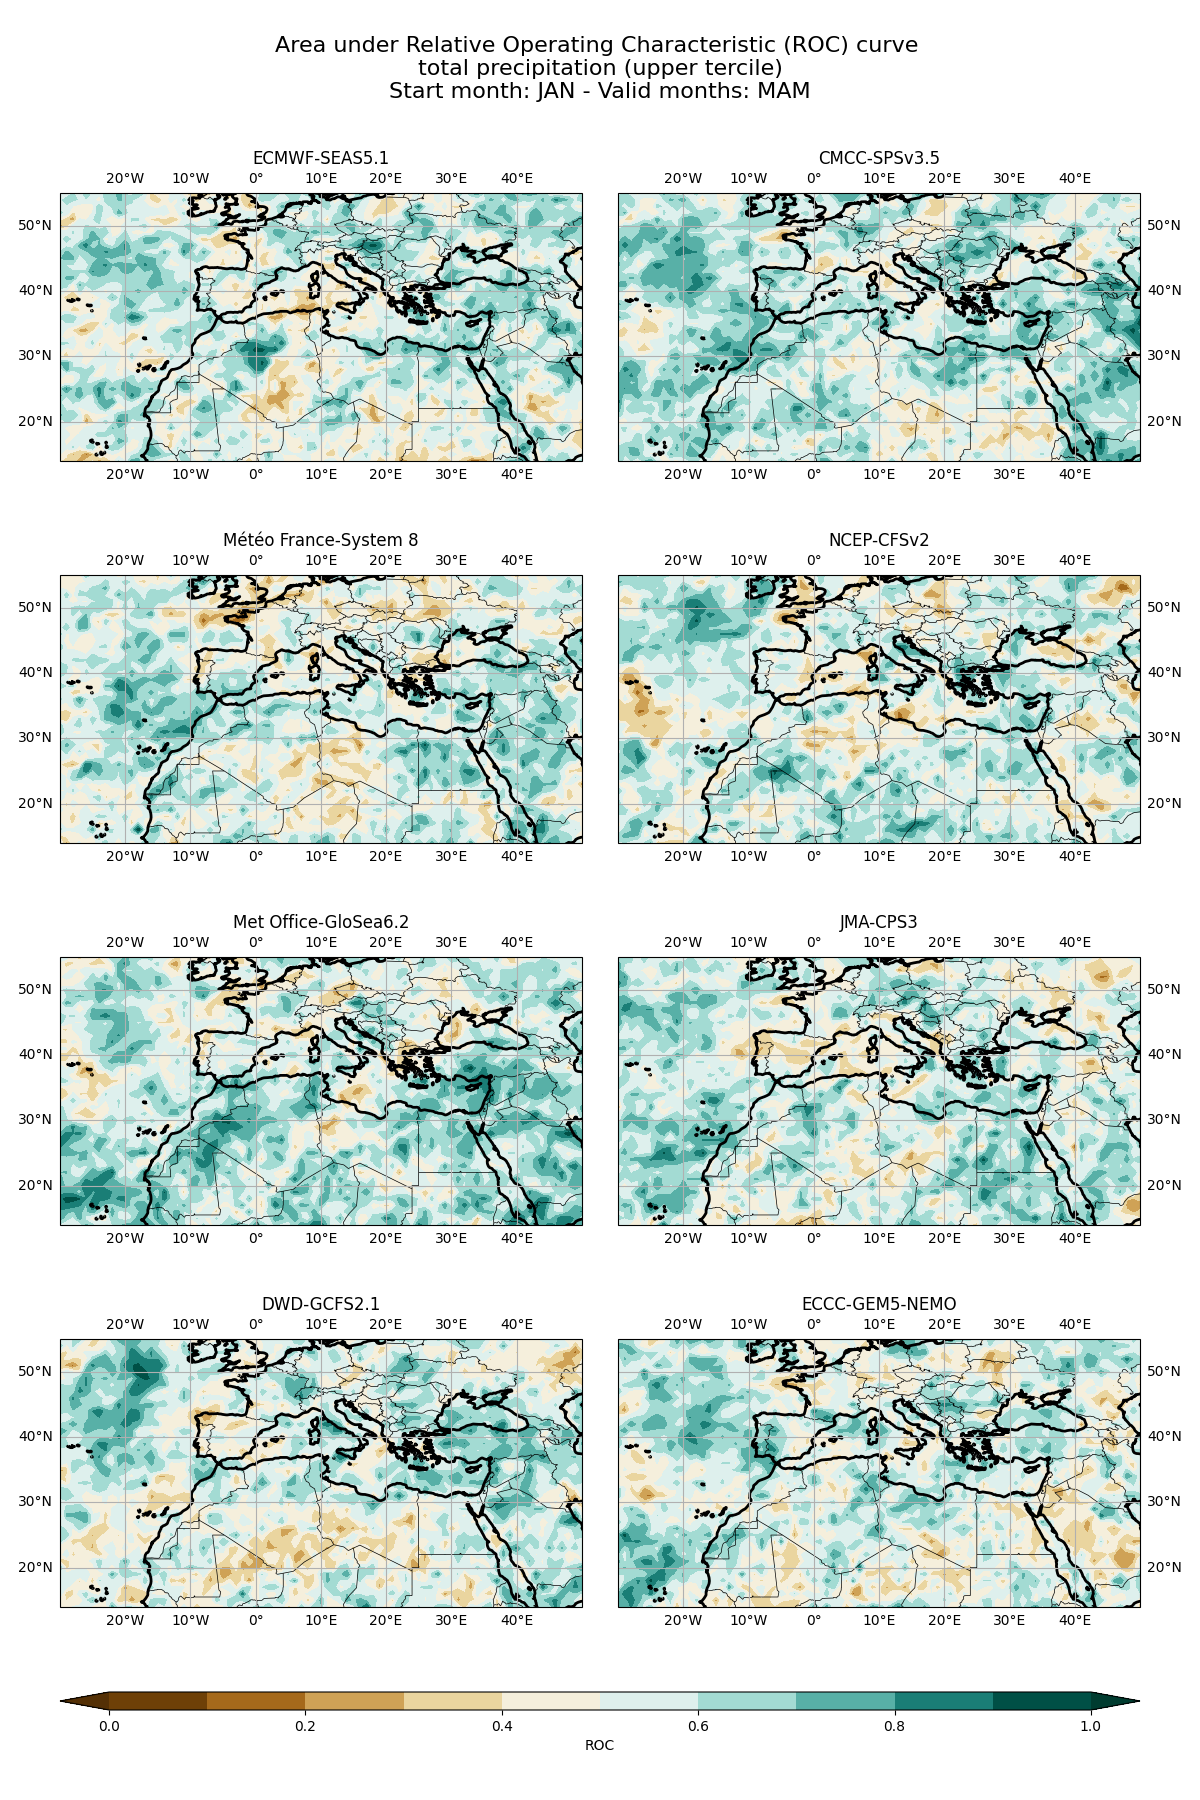 Area under Relative Operating Characteristic (ROC) curve
total precipitation (upper tercile)
Start month: JAN - Valid months: MAM
ECMWF-SEAS5.1
20°W 10°W 0° 10°E 20°E 30°E 40°E
50°N
40°N
30°N
20°N
20°W 10°W 0° 10°E 20°E 30°E 40°E
CMCC-SPSv3.5
20°W 10°W 0° 10°E 20°E 30°E 40°E
50°N
40°N
30°N
20°N
20°W 10°W 0° 10°E 20°E 30°E 40°E
Météo France-System 8
20°W 10°W 0° 10°E 20°E 30°E 40°E
50°N
40°N
30°N
20°N
20°W 10°W 0° 10°E 20°E 30°E 40°E
NCEP-CFSv2
20°W 10°W 0° 10°E 20°E 30°E 40°E
50°N
40°N
30°N
20°N
20°W 10°W 0° 10°E 20°E 30°E 40°E
Met Office-GloSea6.2
20°W 10°W 0° 10°E 20°E 30°E 40°E
50°N
40°N
30°N
20°N
20°W 10°W 0° 10°E 20°E 30°E 40°E
JMA-CPS3
20°W 10°W 0° 10°E 20°E 30°E 40°E
50°N
40°N
30°N
20°N
20°W 10°W 0° 10°E 20°E 30°E 40°E
DWD-GCFS2.1
20°W 10°W 0° 10°E 20°E 30°E 40°E
50°N
40°N
30°N
20°N
20°W 10°W 0° 10°E 20°E 30°E 40°E
ECCC-GEM5-NEMO
20°W 10°W 0° 10°E 20°E 30°E 40°E
50°N
40°N
30°N
20°N
20°W 10°W 0° 10°E 20°E 30°E 40°E
0.0 0.2 0.4 0.6 0.8 1.0
ROC